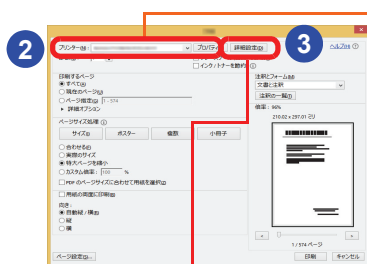 2
3
プリンター(N):
プロパティ
詳細設定(D)
ヘルプ(H)
インク/トナーを節約
印刷するページ
すべて(A)
現在のページ(U)
ページ指定(G) 1 - 574
詳細オプション
ページサイズ処理
サイズ(I)
ポスター
複数
小冊子
合わせる(F)
実際のサイズ
特大ページを縮小
カスタム倍率: 100 %
PDF のページサイズに合わせて用紙を選択(Z)
用紙の両面に印刷(B)
向き:
自動縦 / 横(R)
縦
横
注釈とフォーム(M)
文書と注釈
注釈の一覧(T)
倍率: 96%
210.02 x 297.01 ミリ
1 / 574 ページ
ページ設定(S)...
印刷
キャンセル